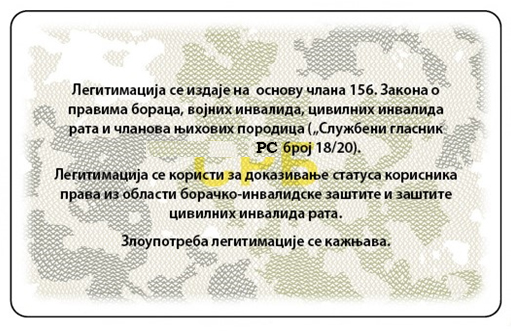 Легитимација се издаје на основу члана 156. Закона о
правима бораца, војних инвалида, цивилних инвалида
рата и чланова њихових породица („Службени гласник
РС број 18/20).
Легитимација се користи за доказивање статуса корисника
права из области борачко-инвалидске заштите и заштите
цивилних инвалида рата.
Злоупотреба легитимације се кажњава.